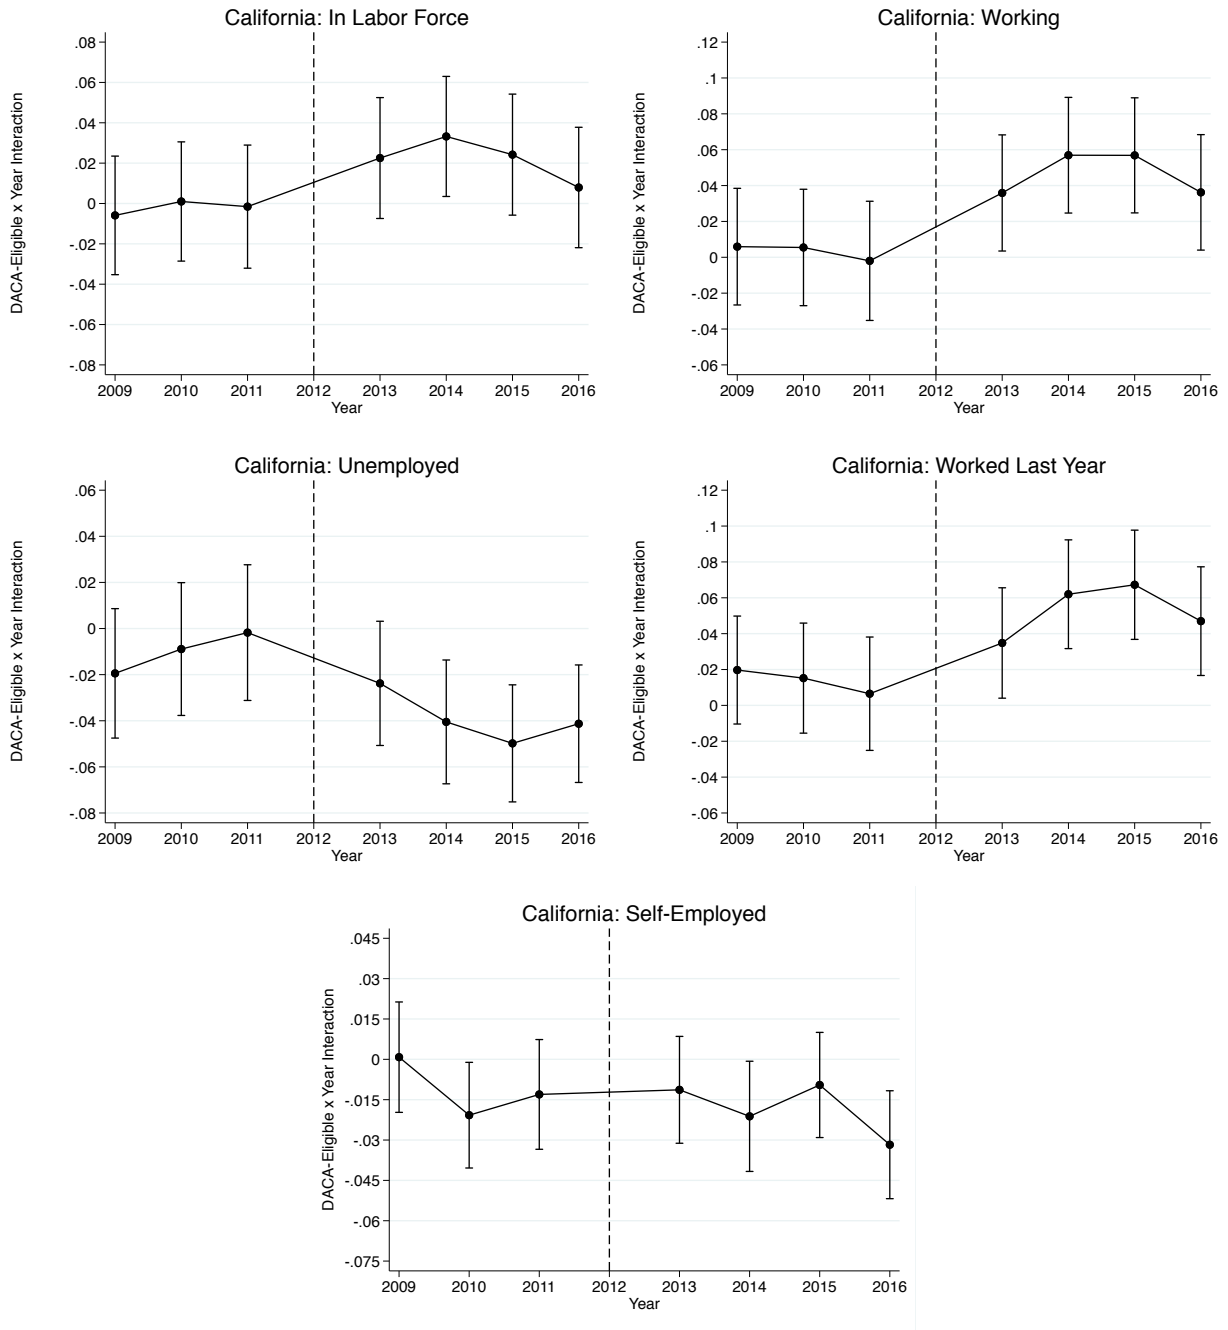 California: In Labor Force
DACA-Eligible x Year Interaction
.08
.06
.04
.02
0
-.02
-.04
-.06
-.08
2009 2010 2011 2012 2013 2014 2015 2016
Year
California: Working
DACA-Eligible x Year Interaction
.12
.1
.08
.06
.04
.02
0
-.02
-.04
-.06
2009 2010 2011 2012 2013 2014 2015 2016
Year
California: Unemployed
DACA-Eligible x Year Interaction
.06
.04
.02
0
-.02
-.04
-.06
-.08
2009 2010 2011 2012 2013 2014 2015 2016
Year
California: Worked Last Year
DACA-Eligible x Year Interaction
.12
.1
.08
.06
.04
.02
0
-.02
-.04
-.06
2009 2010 2011 2012 2013 2014 2015 2016
Year
California: Self-Employed
DACA-Eligible x Year Interaction
.045
.03
.015
0
-.015
-.03
-.045
-.06
-.075
2009 2010 2011 2012 2013 2014 2015 2016
Year